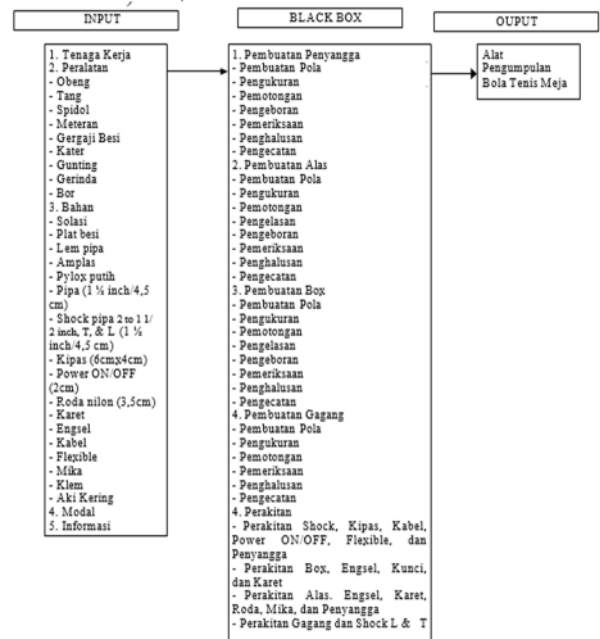 INPUT
1. Tenaga Kerja
2. Peralatan
- Obeng
- Tang
- Spidol
- Meteran
- Gergaji Besi
- Kater
- Gunting
- Gerinda
- Bor
3. Bahan
- Solasi
- Plat besi
- Lem pipa
- Amplas
- Pylox putih
- Pipa (1 ½ inch/4,5
cm)
- Shock pipa 2 to 1 1/
2 inch, T, & L (1 ½
inch/4,5 cm)
- Kipas (6cmx4cm)
- Power ON/OFF
(2cm)
- Roda nilon (3,5cm)
- Karet
- Engsel
- Kabel
- Flexible
- Mika
- Klem
- Aki Kering
4. Modal
5. Informasi
BLACK BOX
1. Pembuatan Penyangga
- Pembuatan Pola
- Pengukuran
- Pemotongan
- Pengeboran
- Pemeriksaan
- Penghalusan
- Pengecatan
2. Pembuatan Alas
- Pembuatan Pola
- Pengukuran
- Pemotongan
- Pengelasan
- Pengeboran
- Pemeriksaan
- Penghalusan
- Pengecatan
3. Pembuatan Box
- Pembuatan Pola
- Pengukuran
- Pemotongan
- Pengelasan
- Pengeboran
- Pemeriksaan
- Penghalusan
- Pengecatan
4. Pembuatan Gagang
- Pembuatan Pola
- Pengukuran
- Pemotongan
- Pemeriksaan
- Penghalusan
- Pengecatan
4. Perakitan
- Perakitan Shock, Kipas, Kabel,
Power ON/OFF, Flexible, dan
Penyangga
- Perakitan Box, Engsel, Kunci,
dan Karet
- Perakitan Alas. Engsel, Karet,
Roda, Mika, dan Penyangga
- Perakitan Gagang dan Shock L & T
OUPUT
Alat
Pengumpulan
Bola Tenis Meja